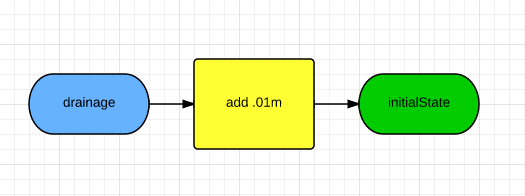 drainage
add .01m
initialState